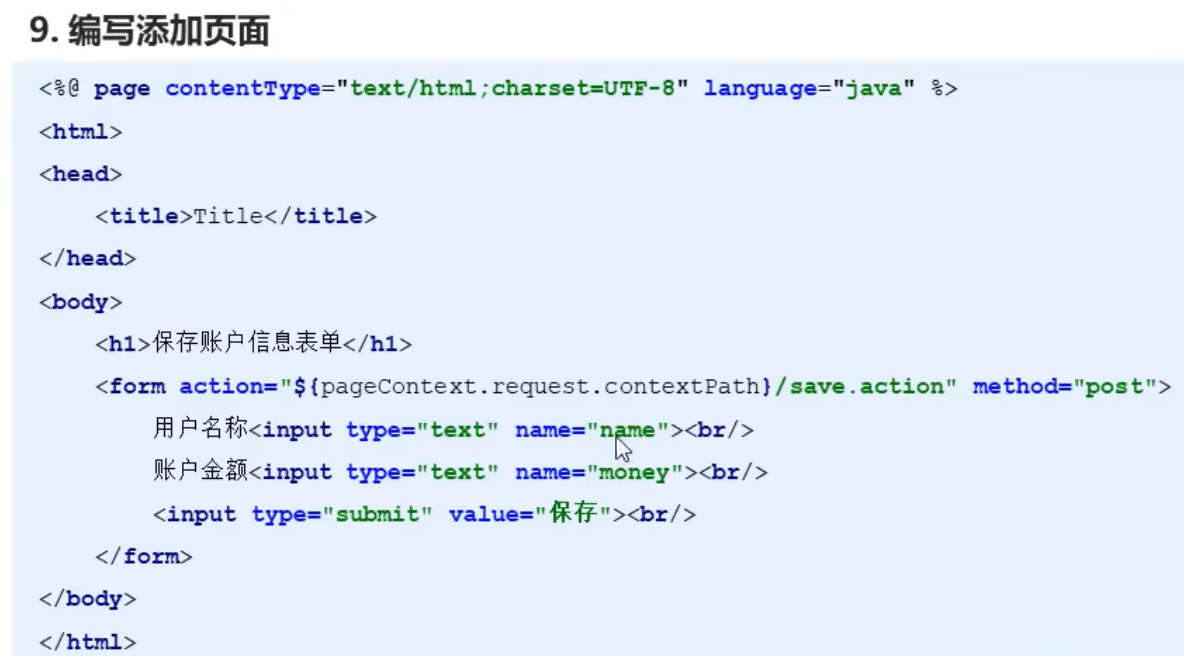 9. 编写添加页面
<%@ page contentType="text/html;charset=UTF-8" language="java" %>
<html>
<head>
    <title>Title</title>
</head>
<body>
    <h1>保存账户信息表单</h1>
    <form action="${pageContext.request.contextPath}/save.action" method="post">
        用户名称<input type="text" name="name"><br/>
        账户金额<input type="text" name="money"><br/>
        <input type="submit" value="保存"><br/>
    </form>
</body>
</html>